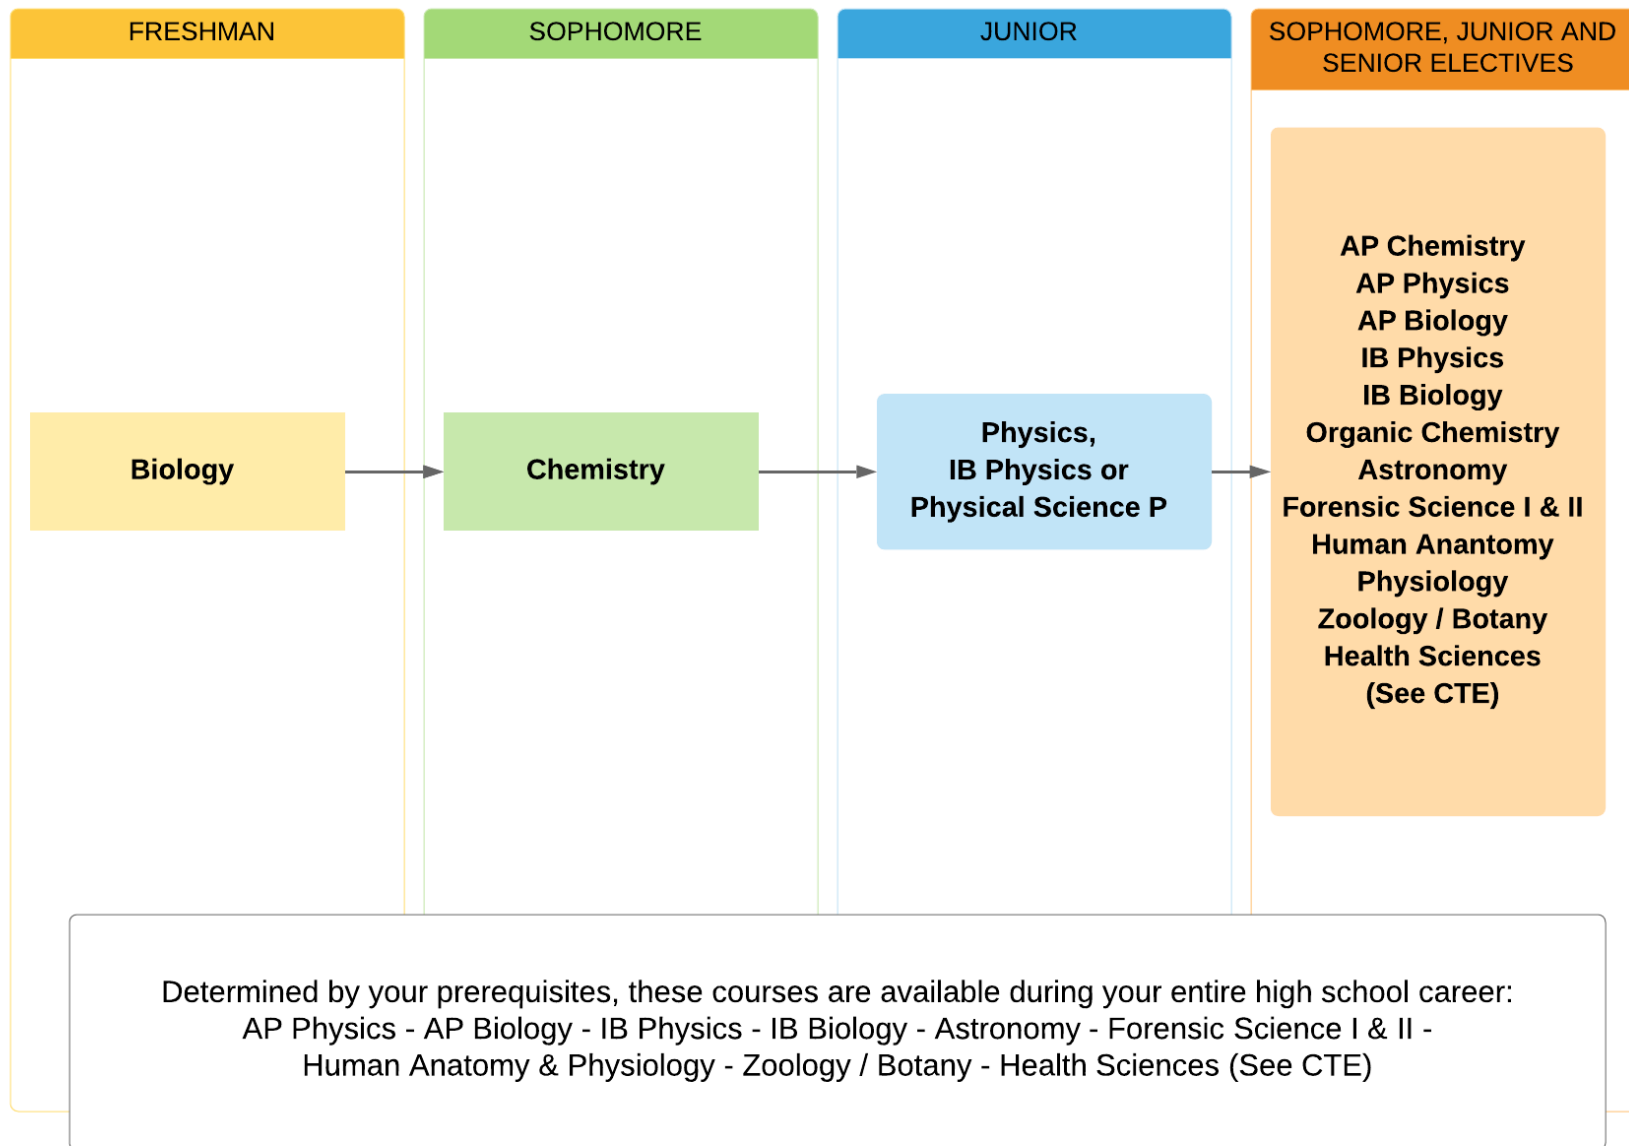 FRESHMAN
SOPHOMORE
JUNIOR
SOPHOMORE, JUNIOR AND
SENIOR ELECTIVES
Biology
Chemistry
Physics,
IB Physics or
Physical Science P
AP Chemistry
AP Physics
AP Biology
IB Physics
IB Biology
Organic Chemistry
Astronomy
Forensic Science I & II
Human Anantomy
Physiology
Zoology / Botany
Health Sciences
(See CTE)
Determined by your prerequisites, these courses are available during your entire high school career:
AP Physics - AP Biology - IB Physics - IB Biology - Astronomy - Forensic Science I & II -
Human Anatomy & Physiology - Zoology / Botany - Health Sciences (See CTE)